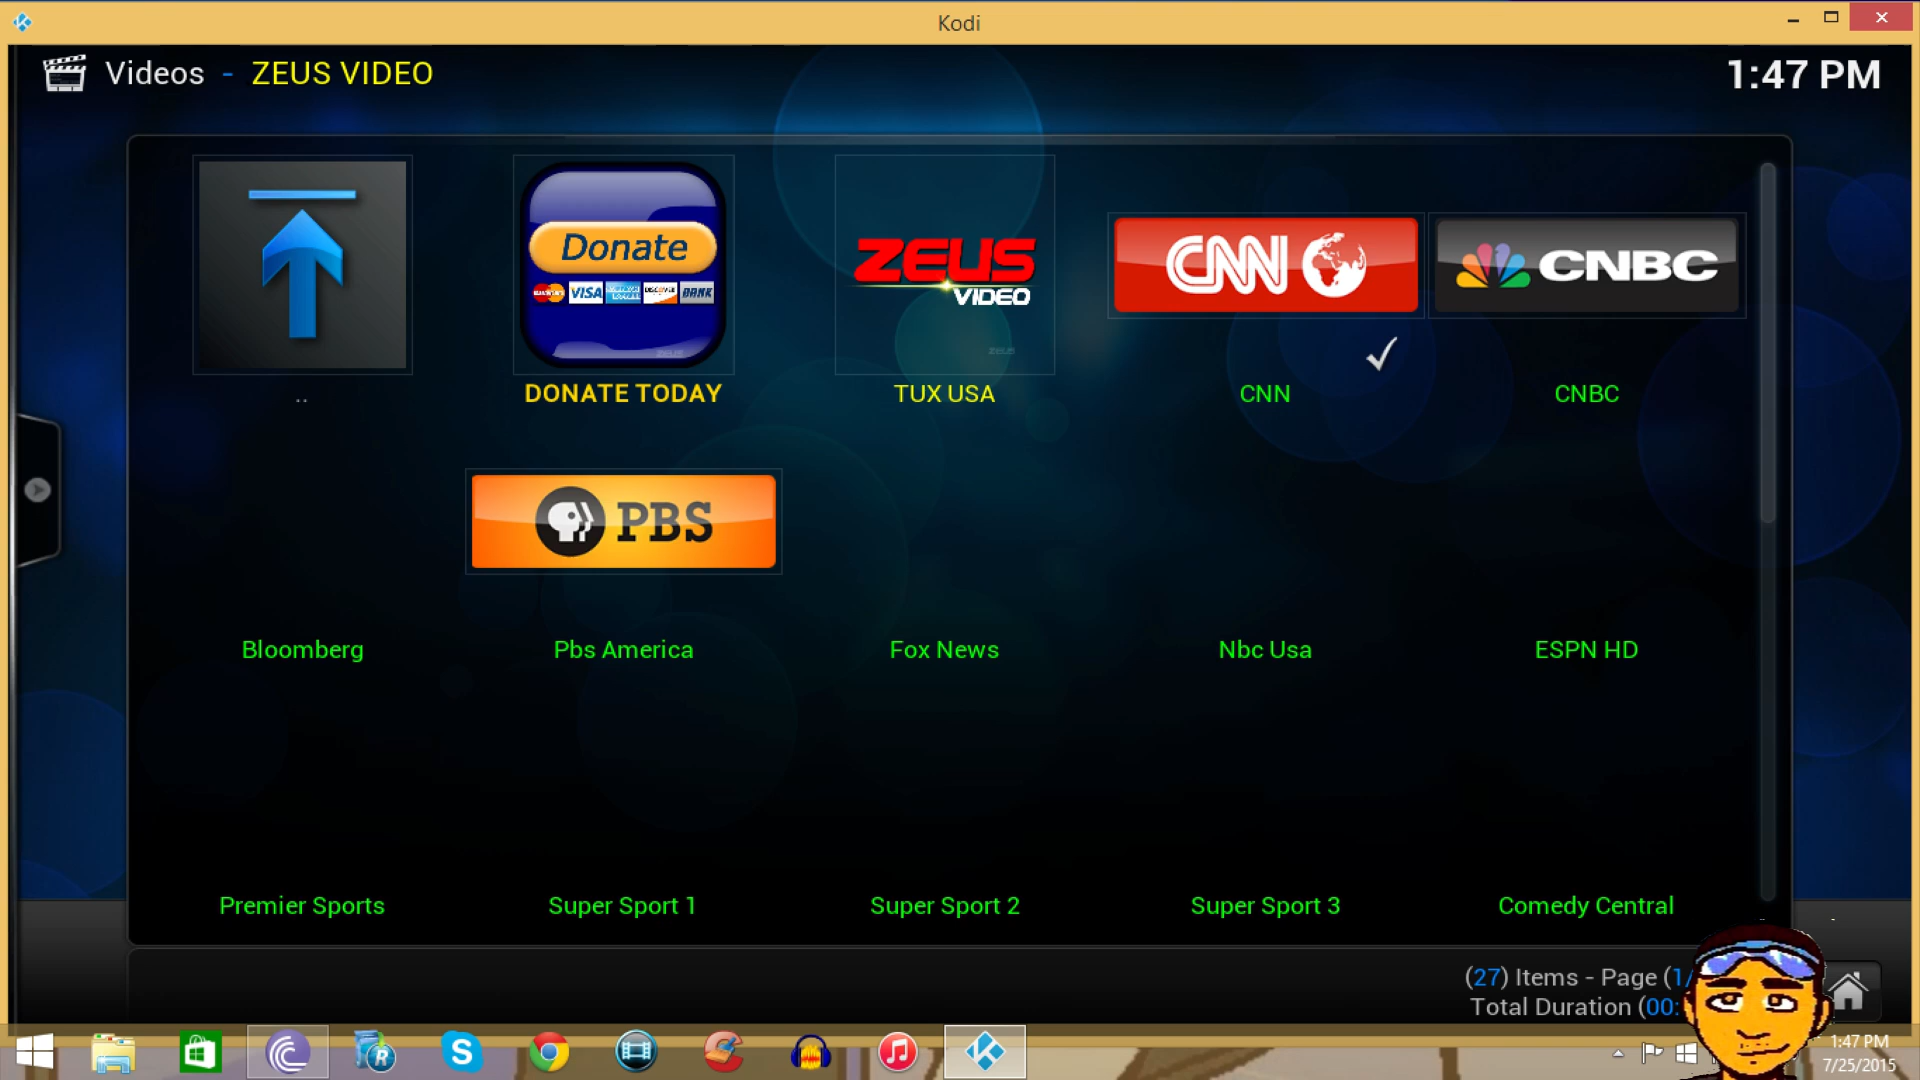 Kodi
Videos - ZEUS VIDEO
1:47 PM
Donate
VISA
DISCOVER
BANK
ZEUS
VIDEO
CNN
CNBC
..
DONATE TODAY
TUX USA
CNN
CNBC
PBS
Bloomberg
Pbs America
Fox News
Nbc Usa
ESPN HD
Premier Sports
Super Sport 1
Super Sport 2
Super Sport 3
Comedy Central
(27) Items - Page (1/
Total Duration (00:
R
S
1:47 PM
7/25/2015